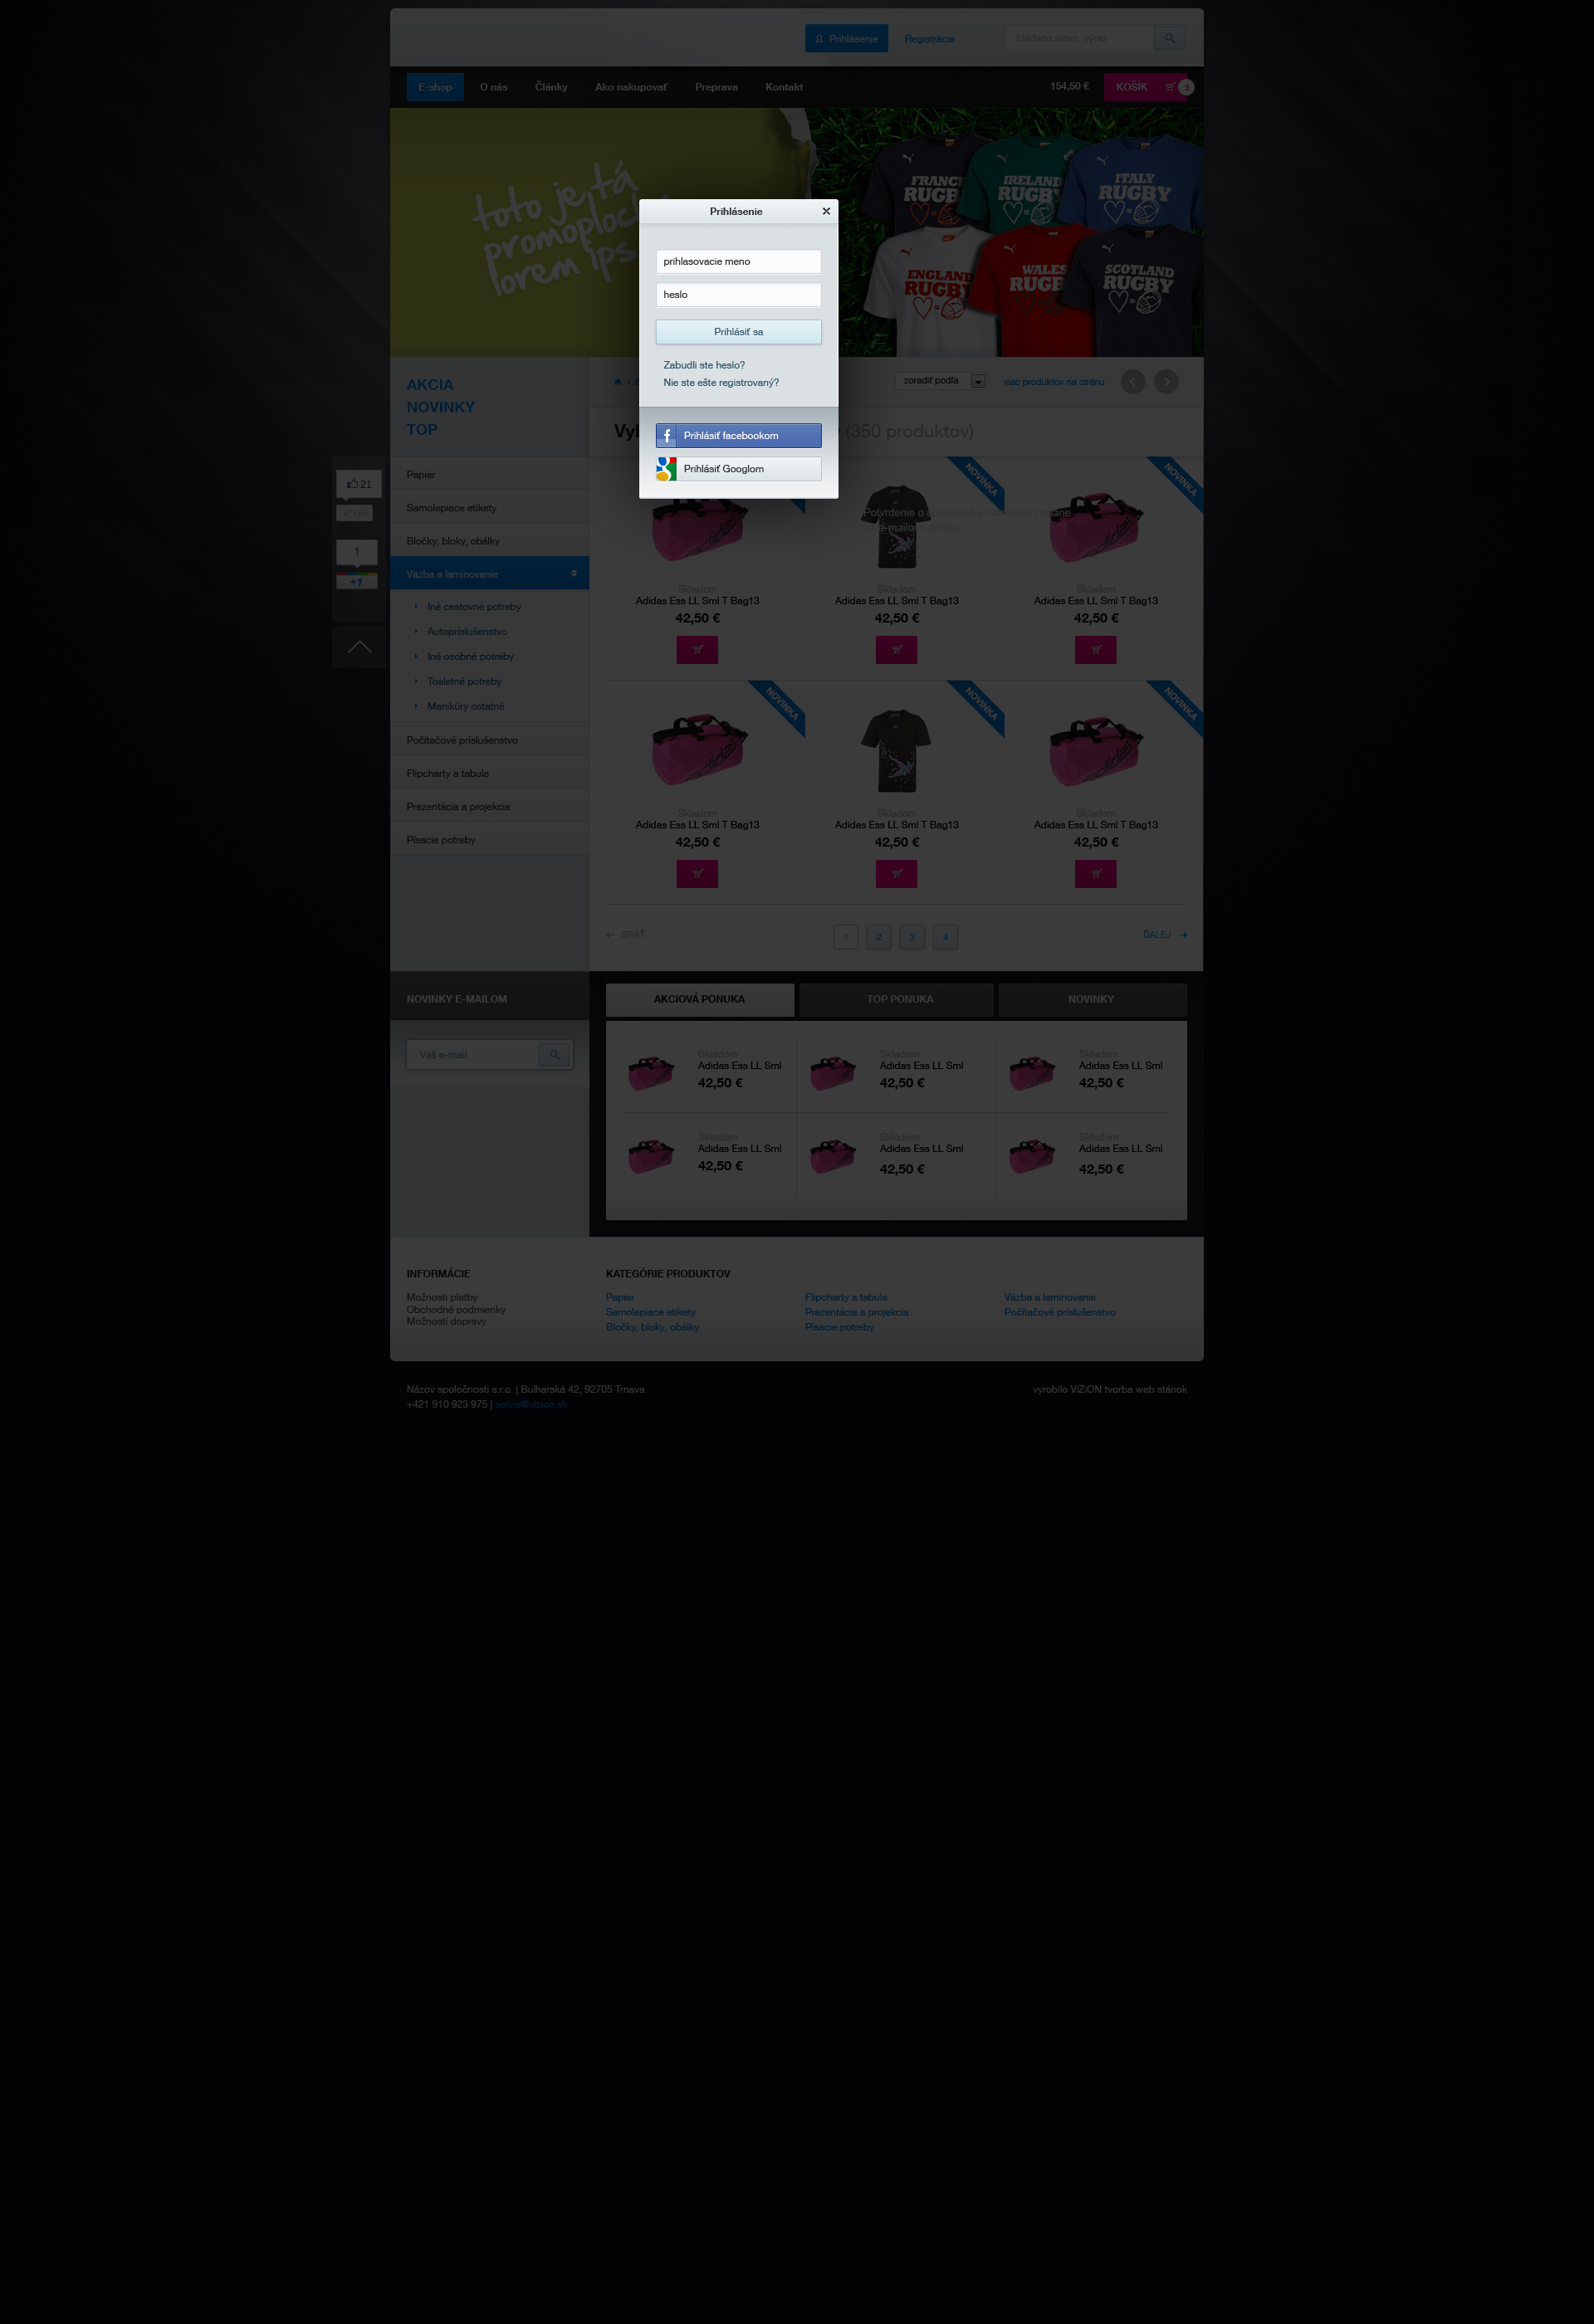 Prihlásenie
Registrácia
hladane slovo, výraz
E-shop
O nás
Články
Ako nakupovať
Preprava
Kontakt
154,50 €
KOŠÍK
3
toto je tá
promoploch
lorem ips
FRANCE
RUGBY
IRELAND
RUGBY
ITALY
RUGBY
ENGLAND
RUGBY
WALES
RUGBY
SCOTLAND
RUGBY
Prihlásenie
prihlasovacie meno
heslo
Prihlásiť sa
Zabudli ste heslo?
Nie ste ešte registrovaný?
Prihlásiť facebookom
Prihlásiť Googlom
AKCIA
NOVINKY
TOP
zoradiť podľa
viac produktov na stránu
(350 produktov)
21
Like
1
+1
Papier
Samolepiace etikety
Bločky, bloky, obálky
Väzba a laminovanie
Iné cestovné potreby
Autopríslušenstvo
Iné osobné potreby
Toaletné potreby
Manikúry ostatné
Počítačové príslušenstvo
Flipcharty a tabule
Prezentácia a projekcia
Písacie potreby
NOVINKA
NOVINKA
Potvrdenie o
e-mailo
Skladom
Adidas Ess LL Sml T Bag13
42,50 €
Skladom
Adidas Ess LL Sml T Bag13
42,50 €
Skladom
Adidas Ess LL Sml T Bag13
42,50 €
NOVINKA
NOVINKA
NOVINKA
Skladom
Adidas Ess LL Sml T Bag13
42,50 €
Skladom
Adidas Ess LL Sml T Bag13
42,50 €
Skladom
Adidas Ess LL Sml T Bag13
42,50 €
SPÄŤ
1
2
3
4
ĎALEJ
NOVINKY E-MAILOM
Váš e-mail
AKCIOVÁ PONUKA
TOP PONUKA
NOVINKY
Skladom
Adidas Ess LL Sml
42,50 €
Skladom
Adidas Ess LL Sml
42,50 €
Skladom
Adidas Ess LL Sml
42,50 €
Skladom
Adidas Ess LL Sml
42,50 €
Skladom
Adidas Ess LL Sml
42,50 €
Skladom
Adidas Ess LL Sml
42,50 €
INFORMÁCIE
Možnosti platby
Obchodné podmienky
Možnosti dopravy
KATEGÓRIE PRODUKTOV
Papier
Samolepiace etikety
Bločky, bloky, obálky
Flipcharty a tabule
Prezentácia a projekcia
Písacie potreby
Väzba a laminovanie
Počítačové príslušenstvo
Názov spoločnosti s.r.o. | Bulharská 42, 92705 Trnava
+421 910 923 975 | servis@vizion.sk
vyrobilo ViZiON tvorba web stánok